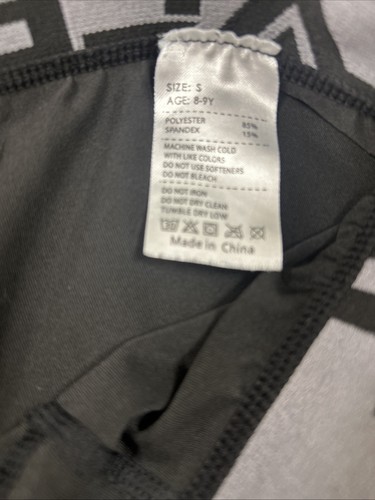 SIZE: S
AGE: 8-9Y
POLYESTER 85%
SPANDEX 15%
MACHINE WASH COLD
WITH LIKE COLORS
DO NOT USE SOFTENERS
DO NOT BLEACH
DO NOT IRON
DO NOT DRY CLEAN
TUMBLE DRY LOW
Made in China